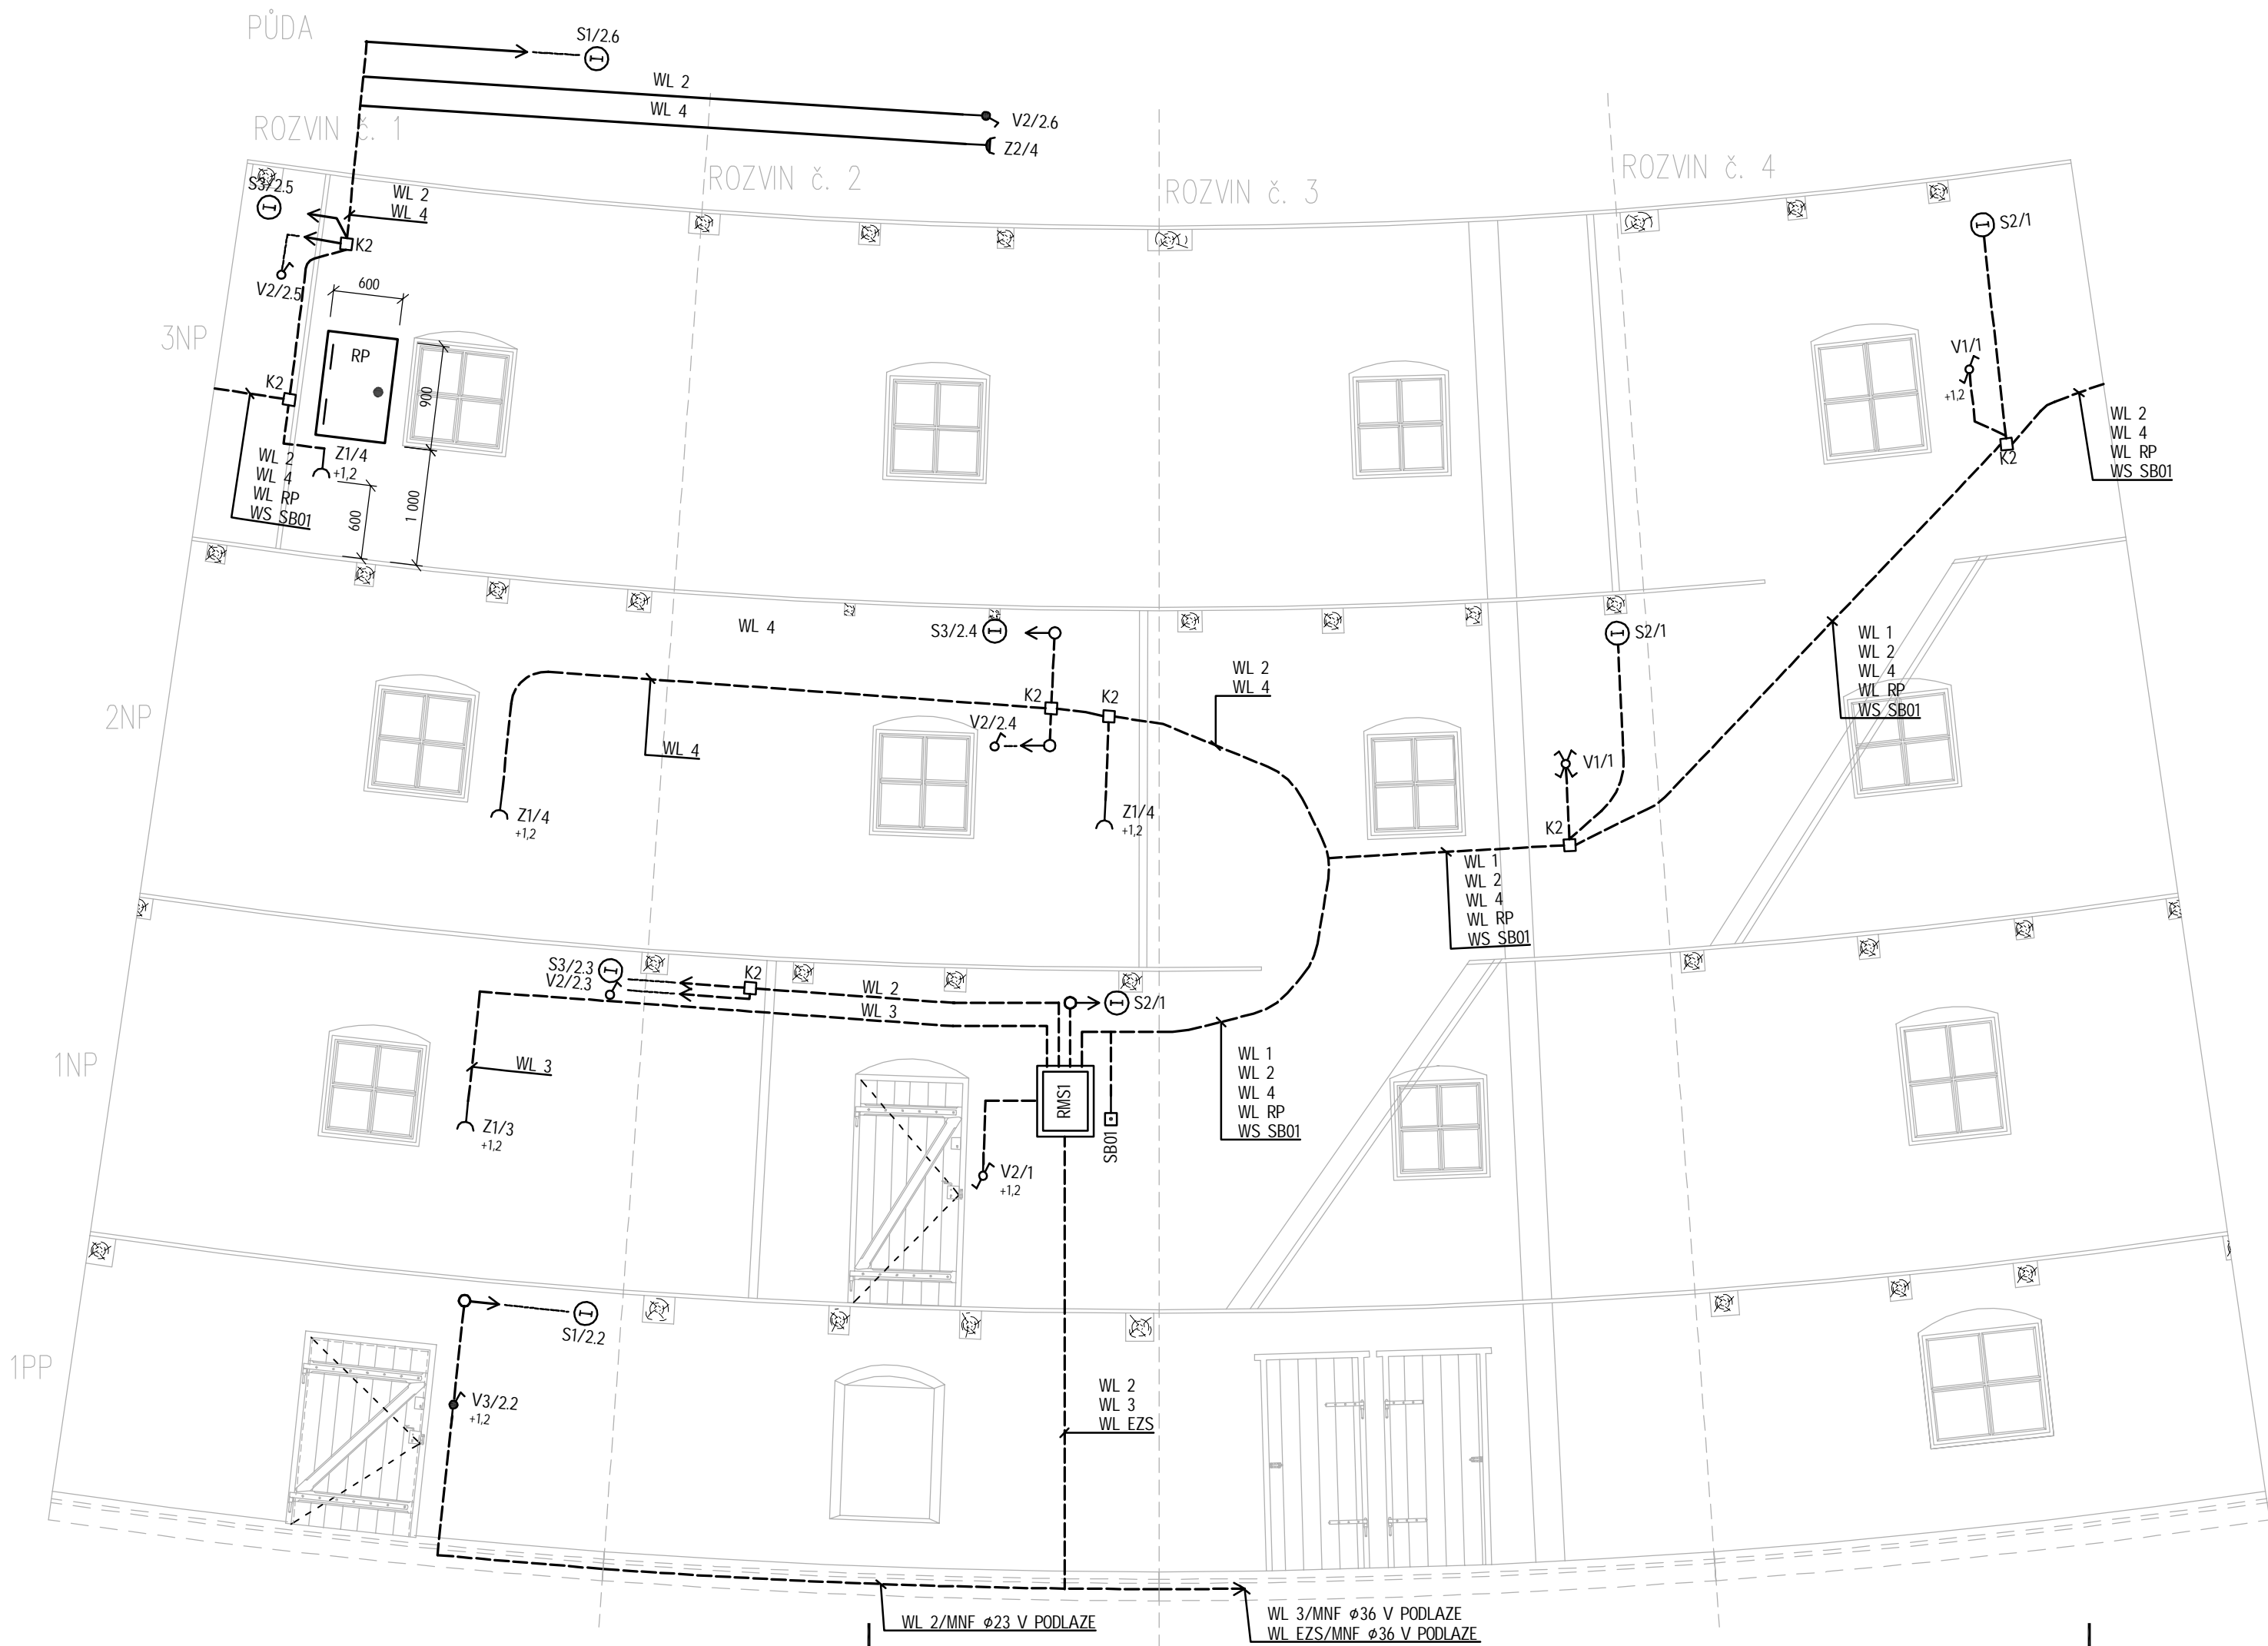 PŮDA
S1/2.6
WL 2
WL 4
V2/2.6
Z2/4
ROZVIN č. 1
ROZVIN č. 2
ROZVIN č. 3
ROZVIN č. 4
S3/2.5
WL 2
WL 4
K2
V2/2.5
600
3NP
RP
K2
900
Z1/4
+1,2
WL 2
WL 4
WL RP
WS SB01
600
1 000
S2/1
V1/1
+1,2
K2
WL 2
WL 4
WL RP
WS SB01
2NP
WL 4
S3/2.4
K2
K2
V2/2.4
WL 2
WL 4
WL 4
Z1/4
+1,2
Z1/4
+1,2
S2/1
V1/1
K2
WL 1
WL 2
WL 4
WL RP
WS SB01
WL 1
WL 2
WL 4
WL RP
WS SB01
1NP
S3/2.3
V2/2.3
K2
WL 2
WL 3
S2/1
WL 3
Z1/3
+1,2
RMS1
SB01
V2/1
+1,2
WL 1
WL 2
WL 4
WL RP
WS SB01
1PP
S1/2.2
V3/2.2
+1,2
WL 2
WL 3
WL EZS
WL 2/MNF ø23 V PODLAZE
WL 3/MNF ø36 V PODLAZE
WL EZS/MNF ø36 V PODLAZE